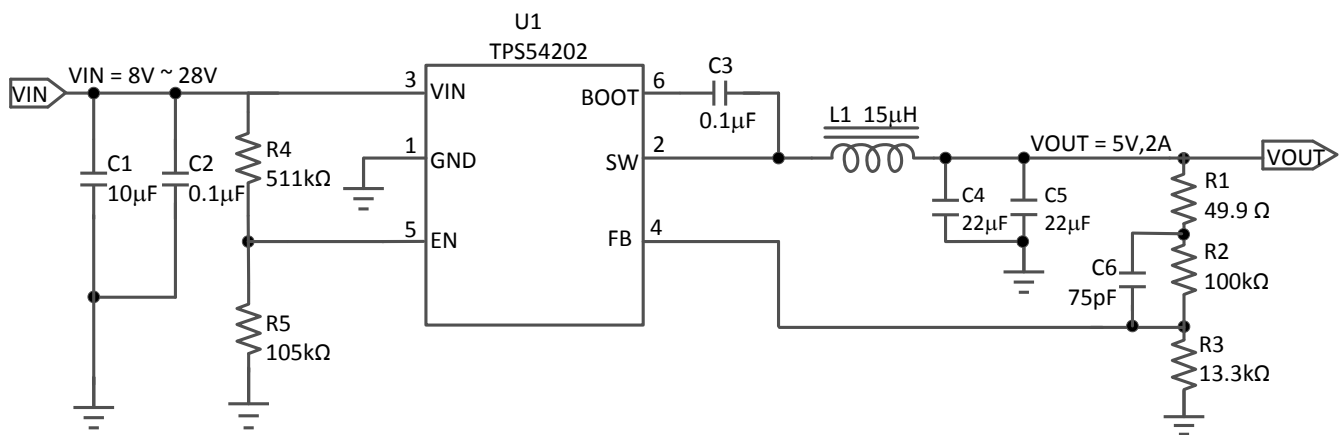 U1
TPS54202
VIN
VIN = 8V ~ 28V
3
VIN
BOOT
6
C3
0.1μF
L1 15μH
R4
511kΩ
1
GND
SW
2
VOUT = 5V,2A
VOUT
C1
10μF
C2
0.1μF
R1
49.9 Ω
C4
22μF
C5
22μF
5
EN
FB
4
R2
100kΩ
C6
75pF
R5
105kΩ
R3
13.3kΩ